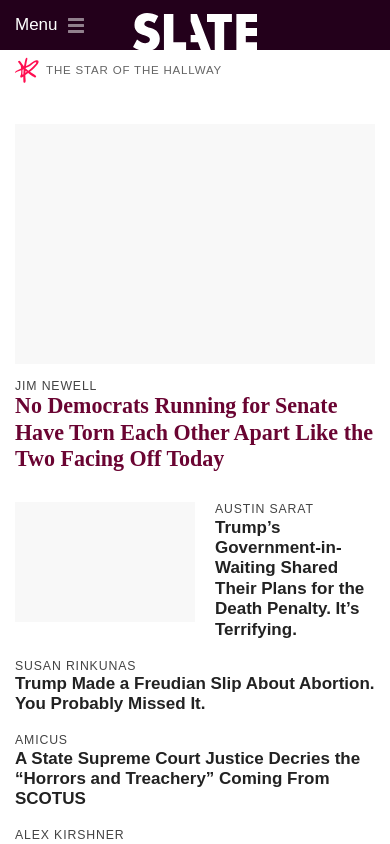 Menu
SLATE
THE STAR OF THE HALLWAY
JIM NEWELL
No Democrats Running for Senate
Have Torn Each Other Apart Like the
Two Facing Off Today
AUSTIN SARAT
Trump’s
Government-in-
Waiting Shared
Their Plans for the
Death Penalty. It’s
Terrifying.
SUSAN RINKUNAS
Trump Made a Freudian Slip About Abortion.
You Probably Missed It.
AMICUS
A State Supreme Court Justice Decries the
“Horrors and Treachery” Coming From
SCOTUS
ALEX KIRSHNER